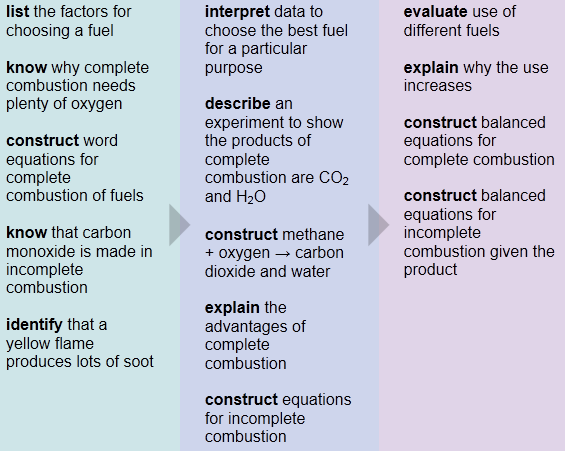 list the factors for
choosing a fuel
know why complete
combustion needs
plenty of oxygen
construct word
equations for
complete
combustion of fuels
know that carbon
monoxide is made in
incomplete
combustion
identify that a
yellow flame
produces lots of soot
interpret data to
choose the best fuel
for a particular
purpose
describe an
experiment to show
the products of
complete
combustion are CO₂
and H₂O
construct methane
+ oxygen → carbon
dioxide and water
explain the
advantages of
complete
combustion
construct equations
for incomplete
combustion
evaluate use of
different fuels
explain why the use
increases
construct balanced
equations for
complete combustion
construct balanced
equations for
incomplete
combustion given the
product